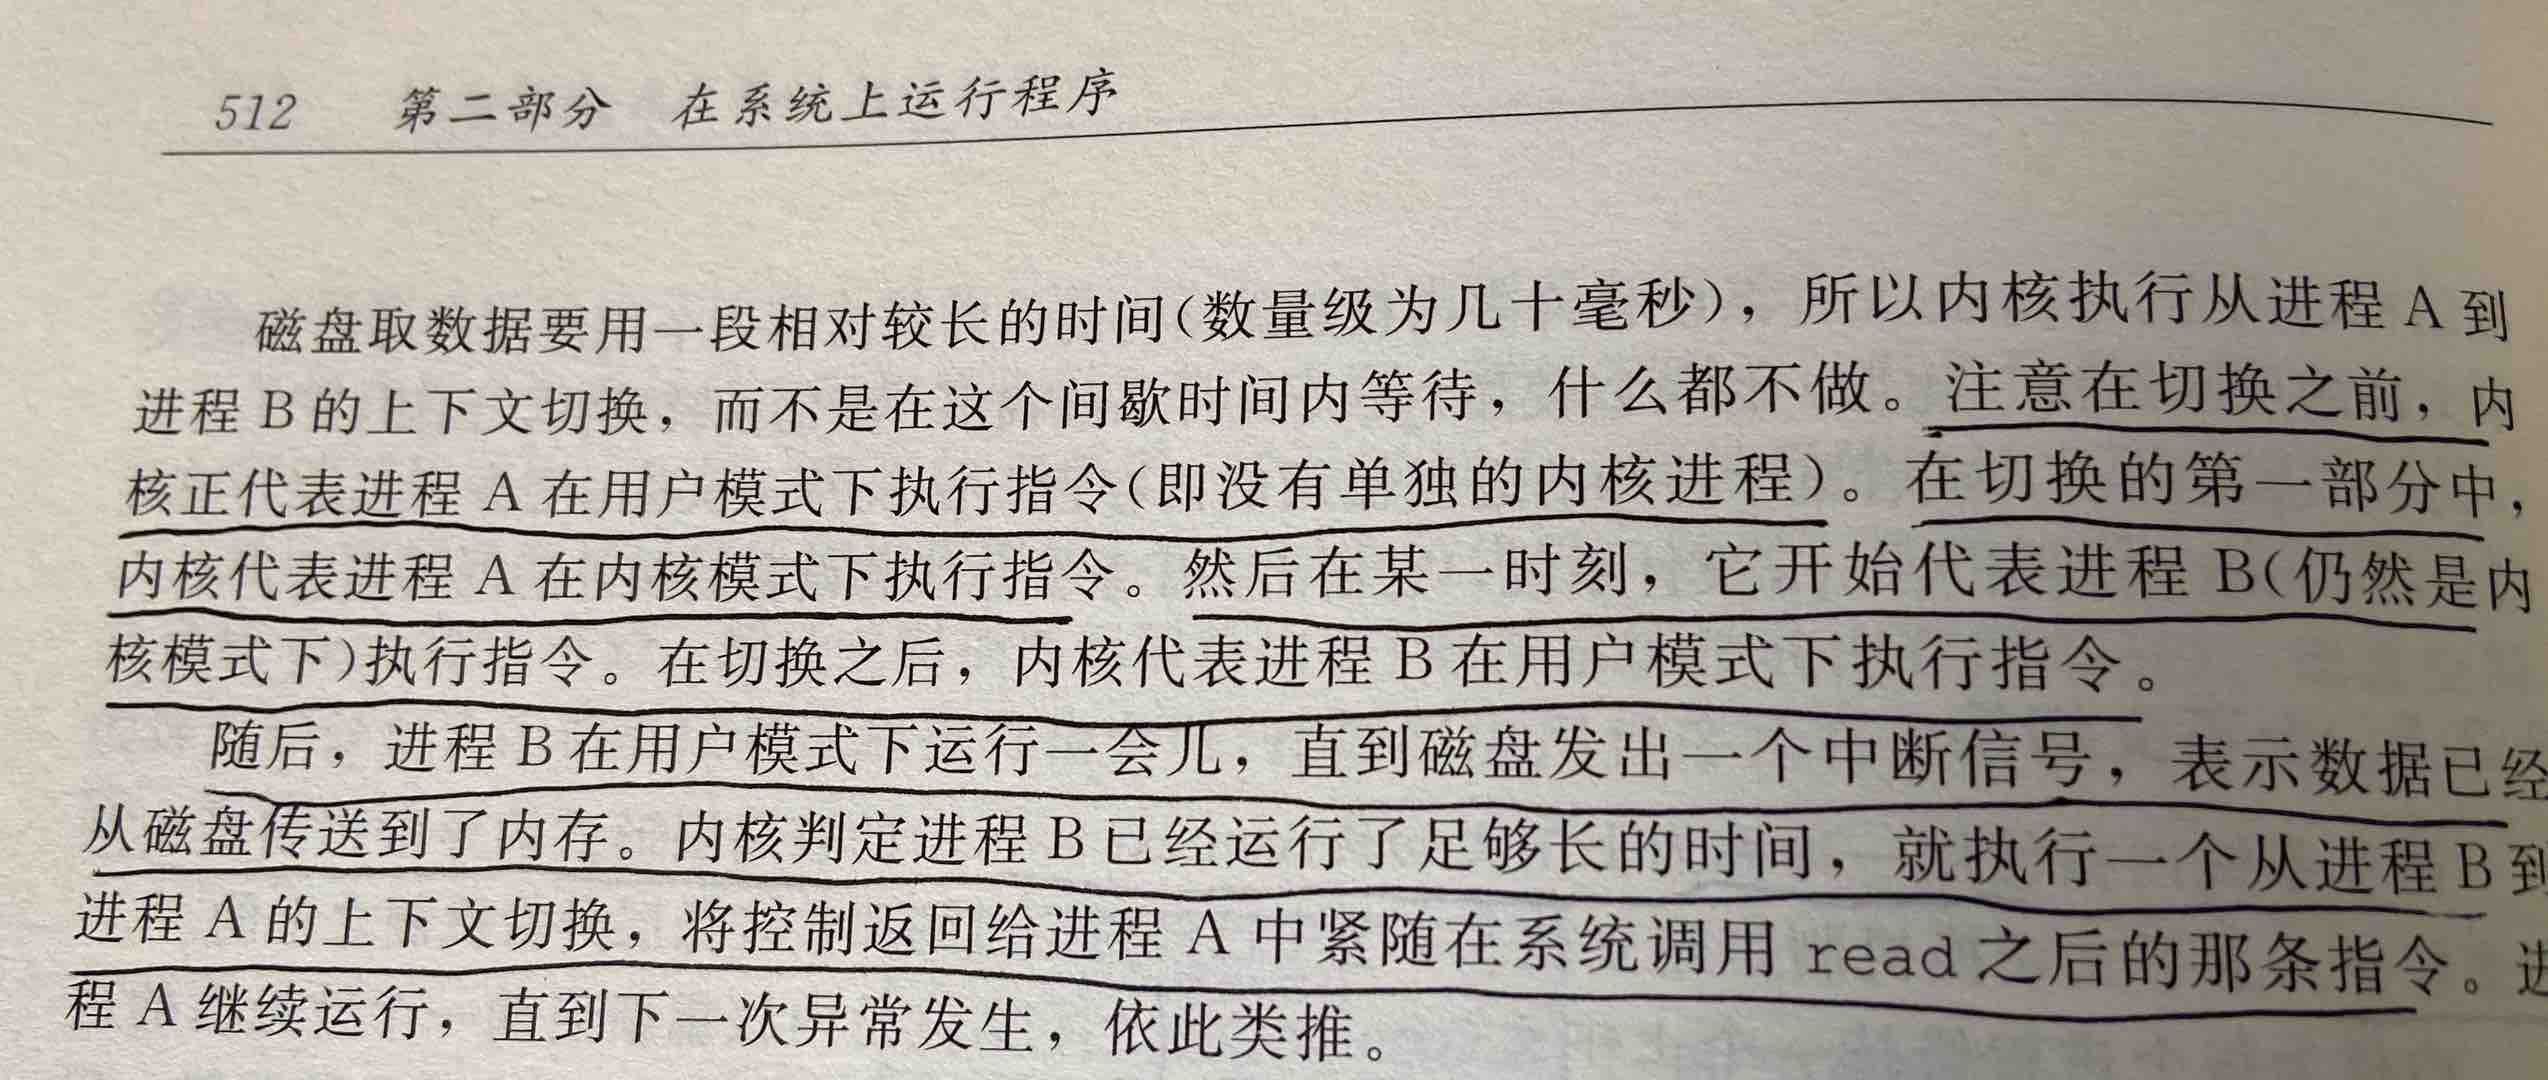 512 第二部分 在系统上运行程序
磁盘取数据要用一段相对较长的时间(数量级为几十毫秒)，所以内核执行从进程 A 到
进程 B 的上下文切换，而不是在这个间歇时间内等待，什么都不做。注意在切换之前，内
核正代表进程 A 在用户模式下执行指令(即没有单独的内核进程)。在切换的第一部分中，
内核代表进程 A 在内核模式下执行指令。然后在某一时刻，它开始代表进程 B(仍然是内
核模式下)执行指令。在切换之后，内核代表进程 B 在用户模式下执行指令。
随后，进程 B 在用户模式下运行一会儿，直到磁盘发出一个中断信号，表示数据已经
从磁盘传送到了内存。内核判定进程 B 已经运行了足够长的时间，就执行一个从进程 B 到
进程 A 的上下文切换，将控制返回给进程 A 中紧随在系统调用 read 之后的那条指令。进
程 A 继续运行，直到下一次异常发生，依此类推。